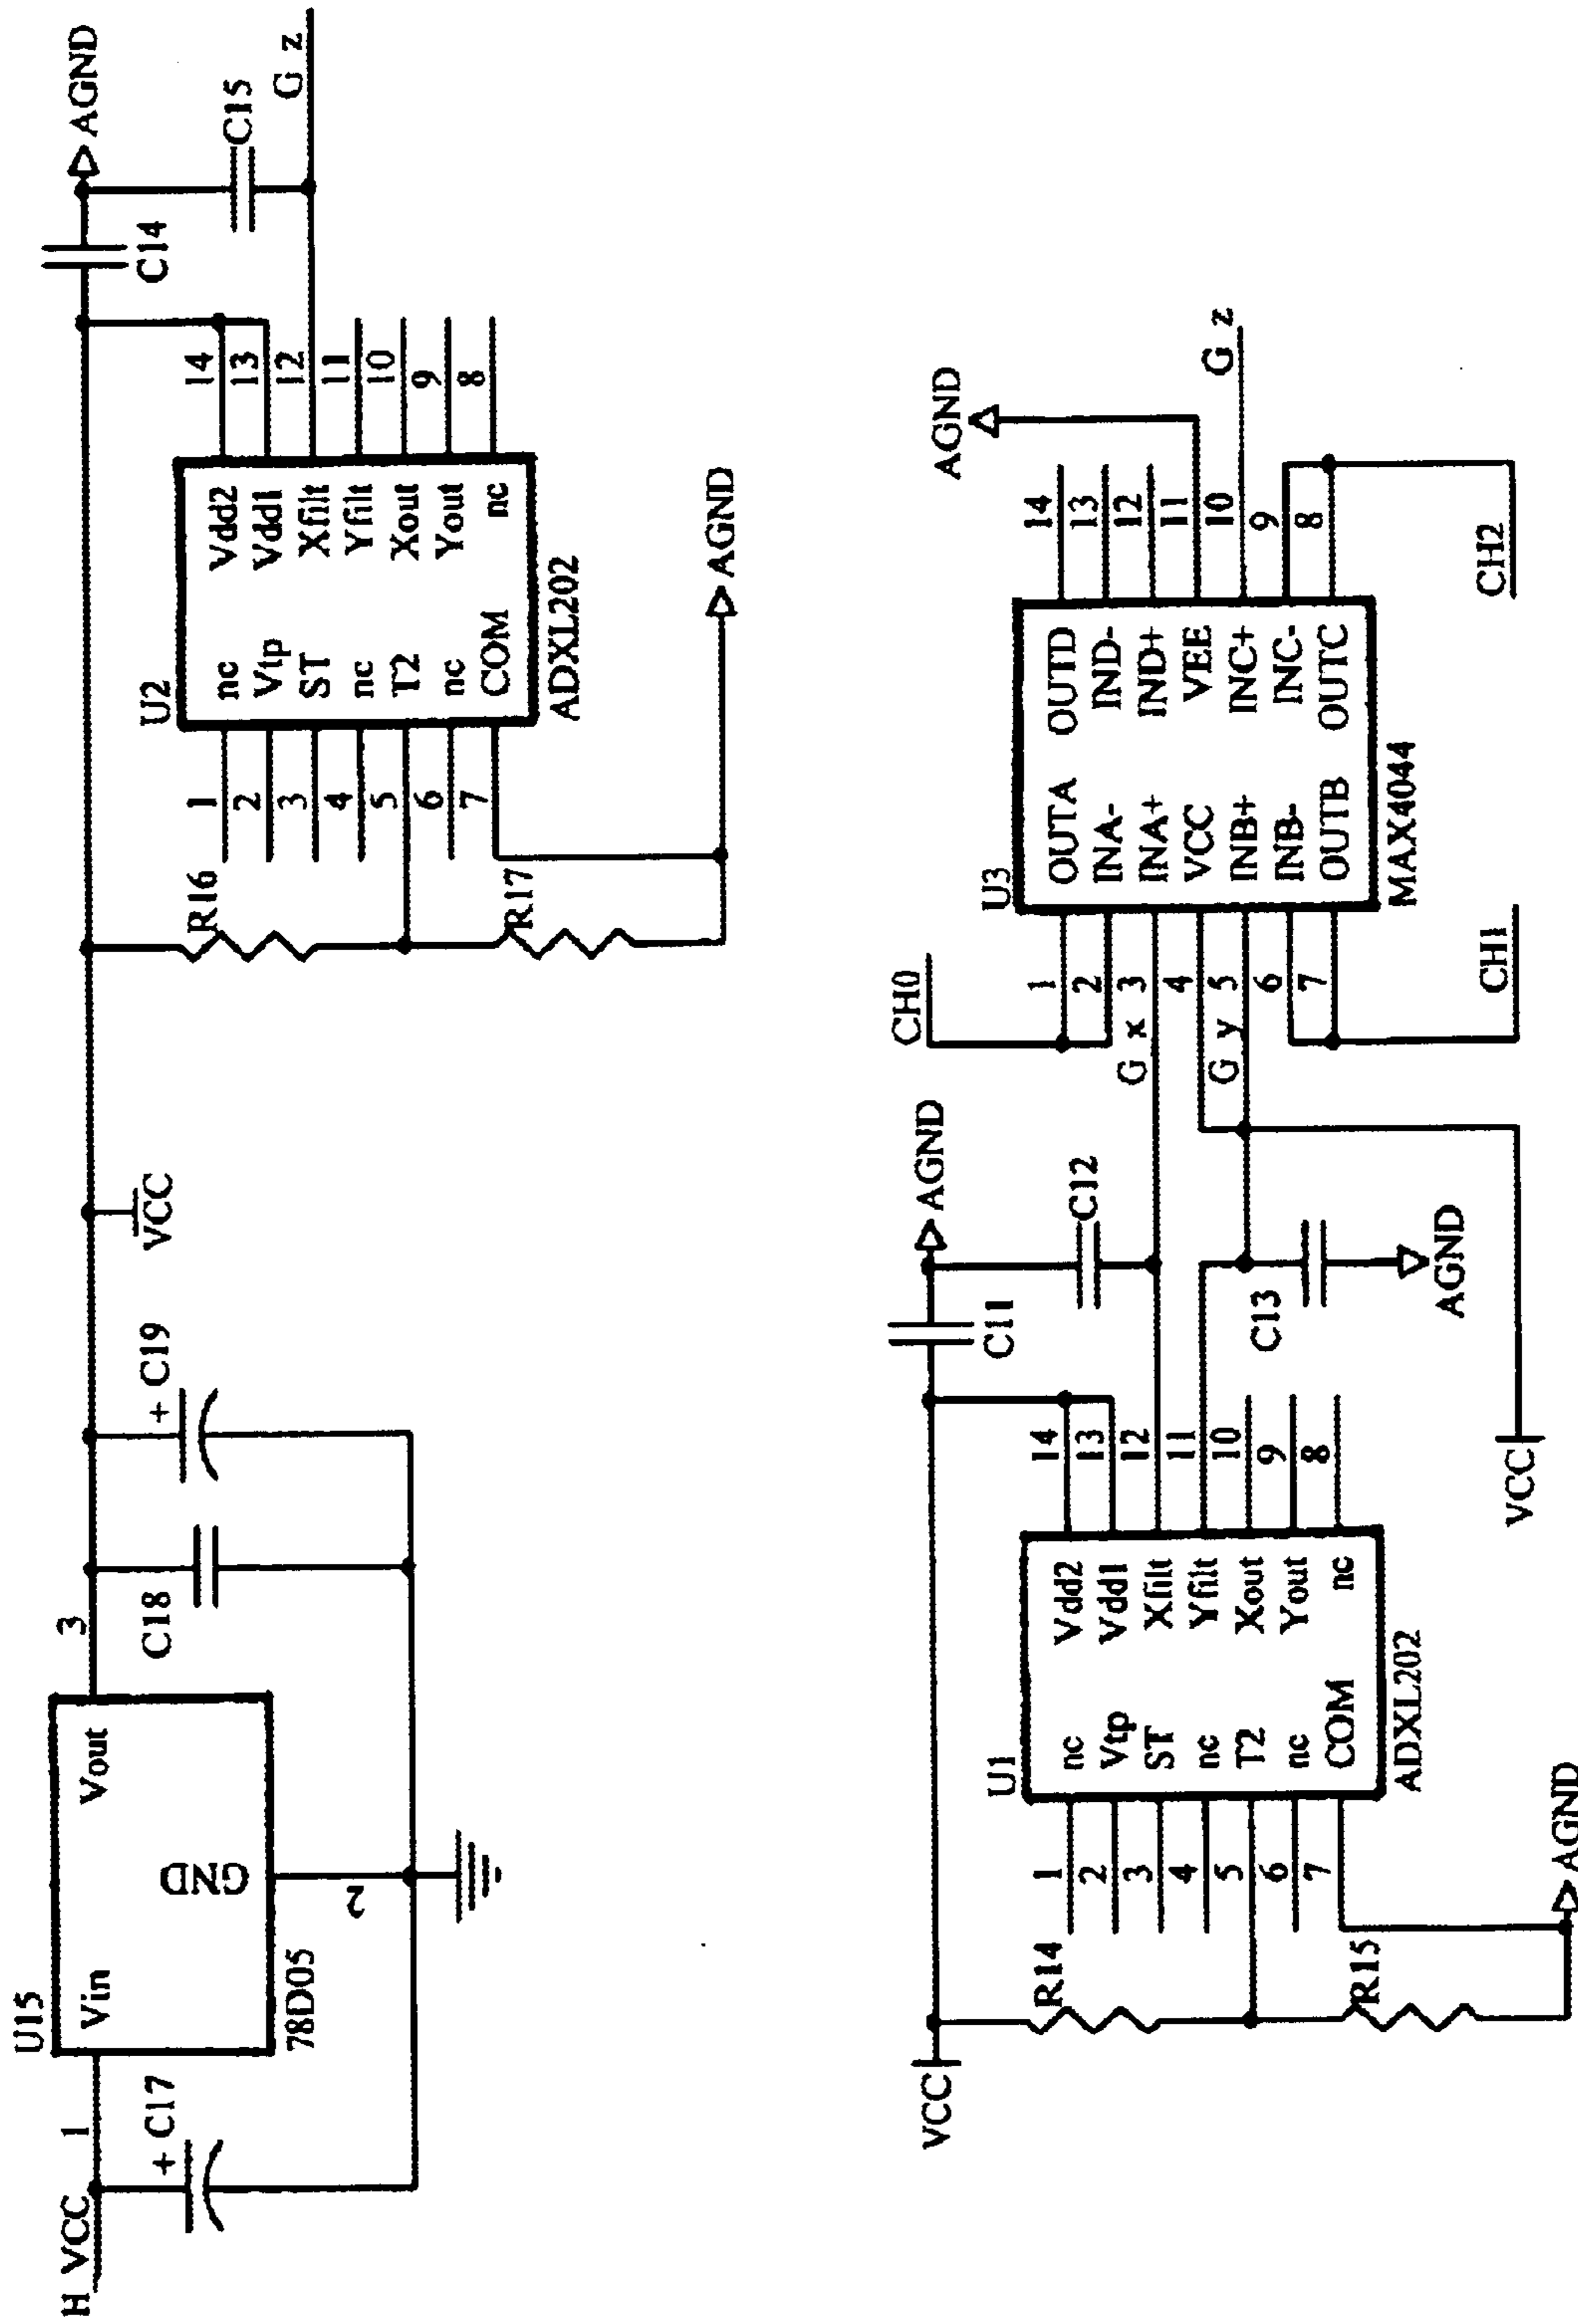 H_VCC
1
+ C17
U15
Vin
Vout
GND
78D05
2
3
C18
+ C19
VCC
R16
R17
U2
1
2
3
4
5
6
7
nc
Vtp
ST
nc
T2
nc
COM
Vdd2
Vdd1
Xfilt
Yfilt
Xout
Yout
nc
14
13
12
11
10
9
8
ADXL202
AGND
C14
AGND
C15
G_z
VCC
R14
R15
U1
1
2
3
4
5
6
7
nc
Vtp
ST
nc
T2
nc
COM
Vdd2
Vdd1
Xfilt
Yfilt
Xout
Yout
nc
14
13
12
11
10
9
8
ADXL202
AGND
C11
AGND
C12
C13
AGND
VCC
CH0
G_x
G_y
U3
1
2
3
4
5
6
7
OUTA
INA-
INA+
VCC
INB+
INB-
OUTB
OUTD
IND-
IND+
VEE
INC+
INC-
OUTC
14
13
12
11
10
9
8
MAX4044
CH1
AGND
G_z
CH2